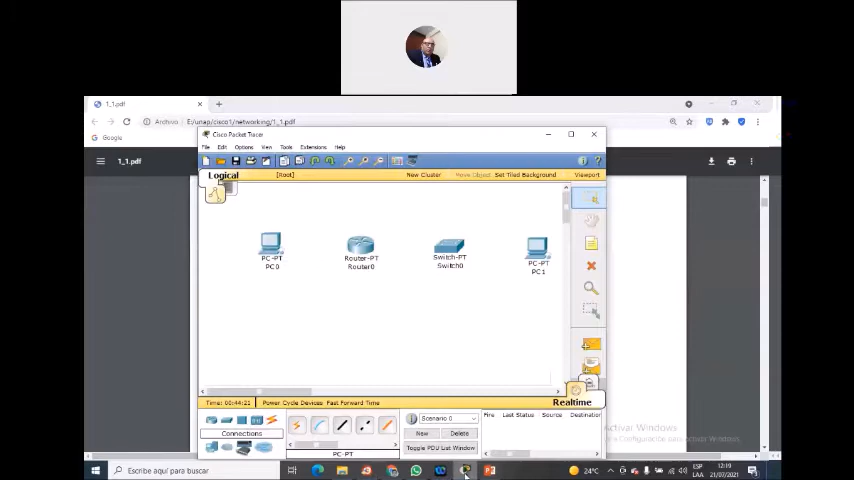 1_1.pdf
Archivo
E:/unap/cisco1/networking/1_1.pdf
Google
1_1.pdf
Cisco Packet Tracer
File Edit Options View Tools Extensions Help
Logical
[Root]
New Cluster
Move Object
Set Tiled Background
Viewport
PC-PT
PC0
Router-PT
Router0
Switch-PT
Switch0
PC-PT
PC1
Time: 00:44:21
Power Cycle Devices Fast Forward Time
Realtime
Connections
PC-PT
Scenario 0
New
Delete
Toggle PDU List Window
Fire Last Status Source Destination
Activar Windows
Escribe aquí para buscar
24°C
ESP
LAA
12:19
21/07/2021